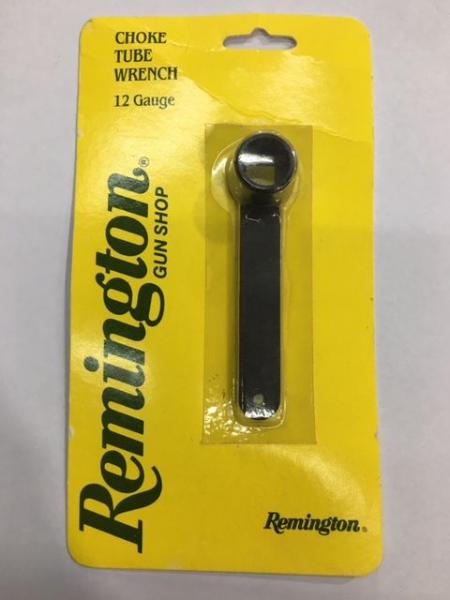 CHOKE
TUBE
WRENCH
12 Gauge
Remington®
GUN SHOP
Remington®